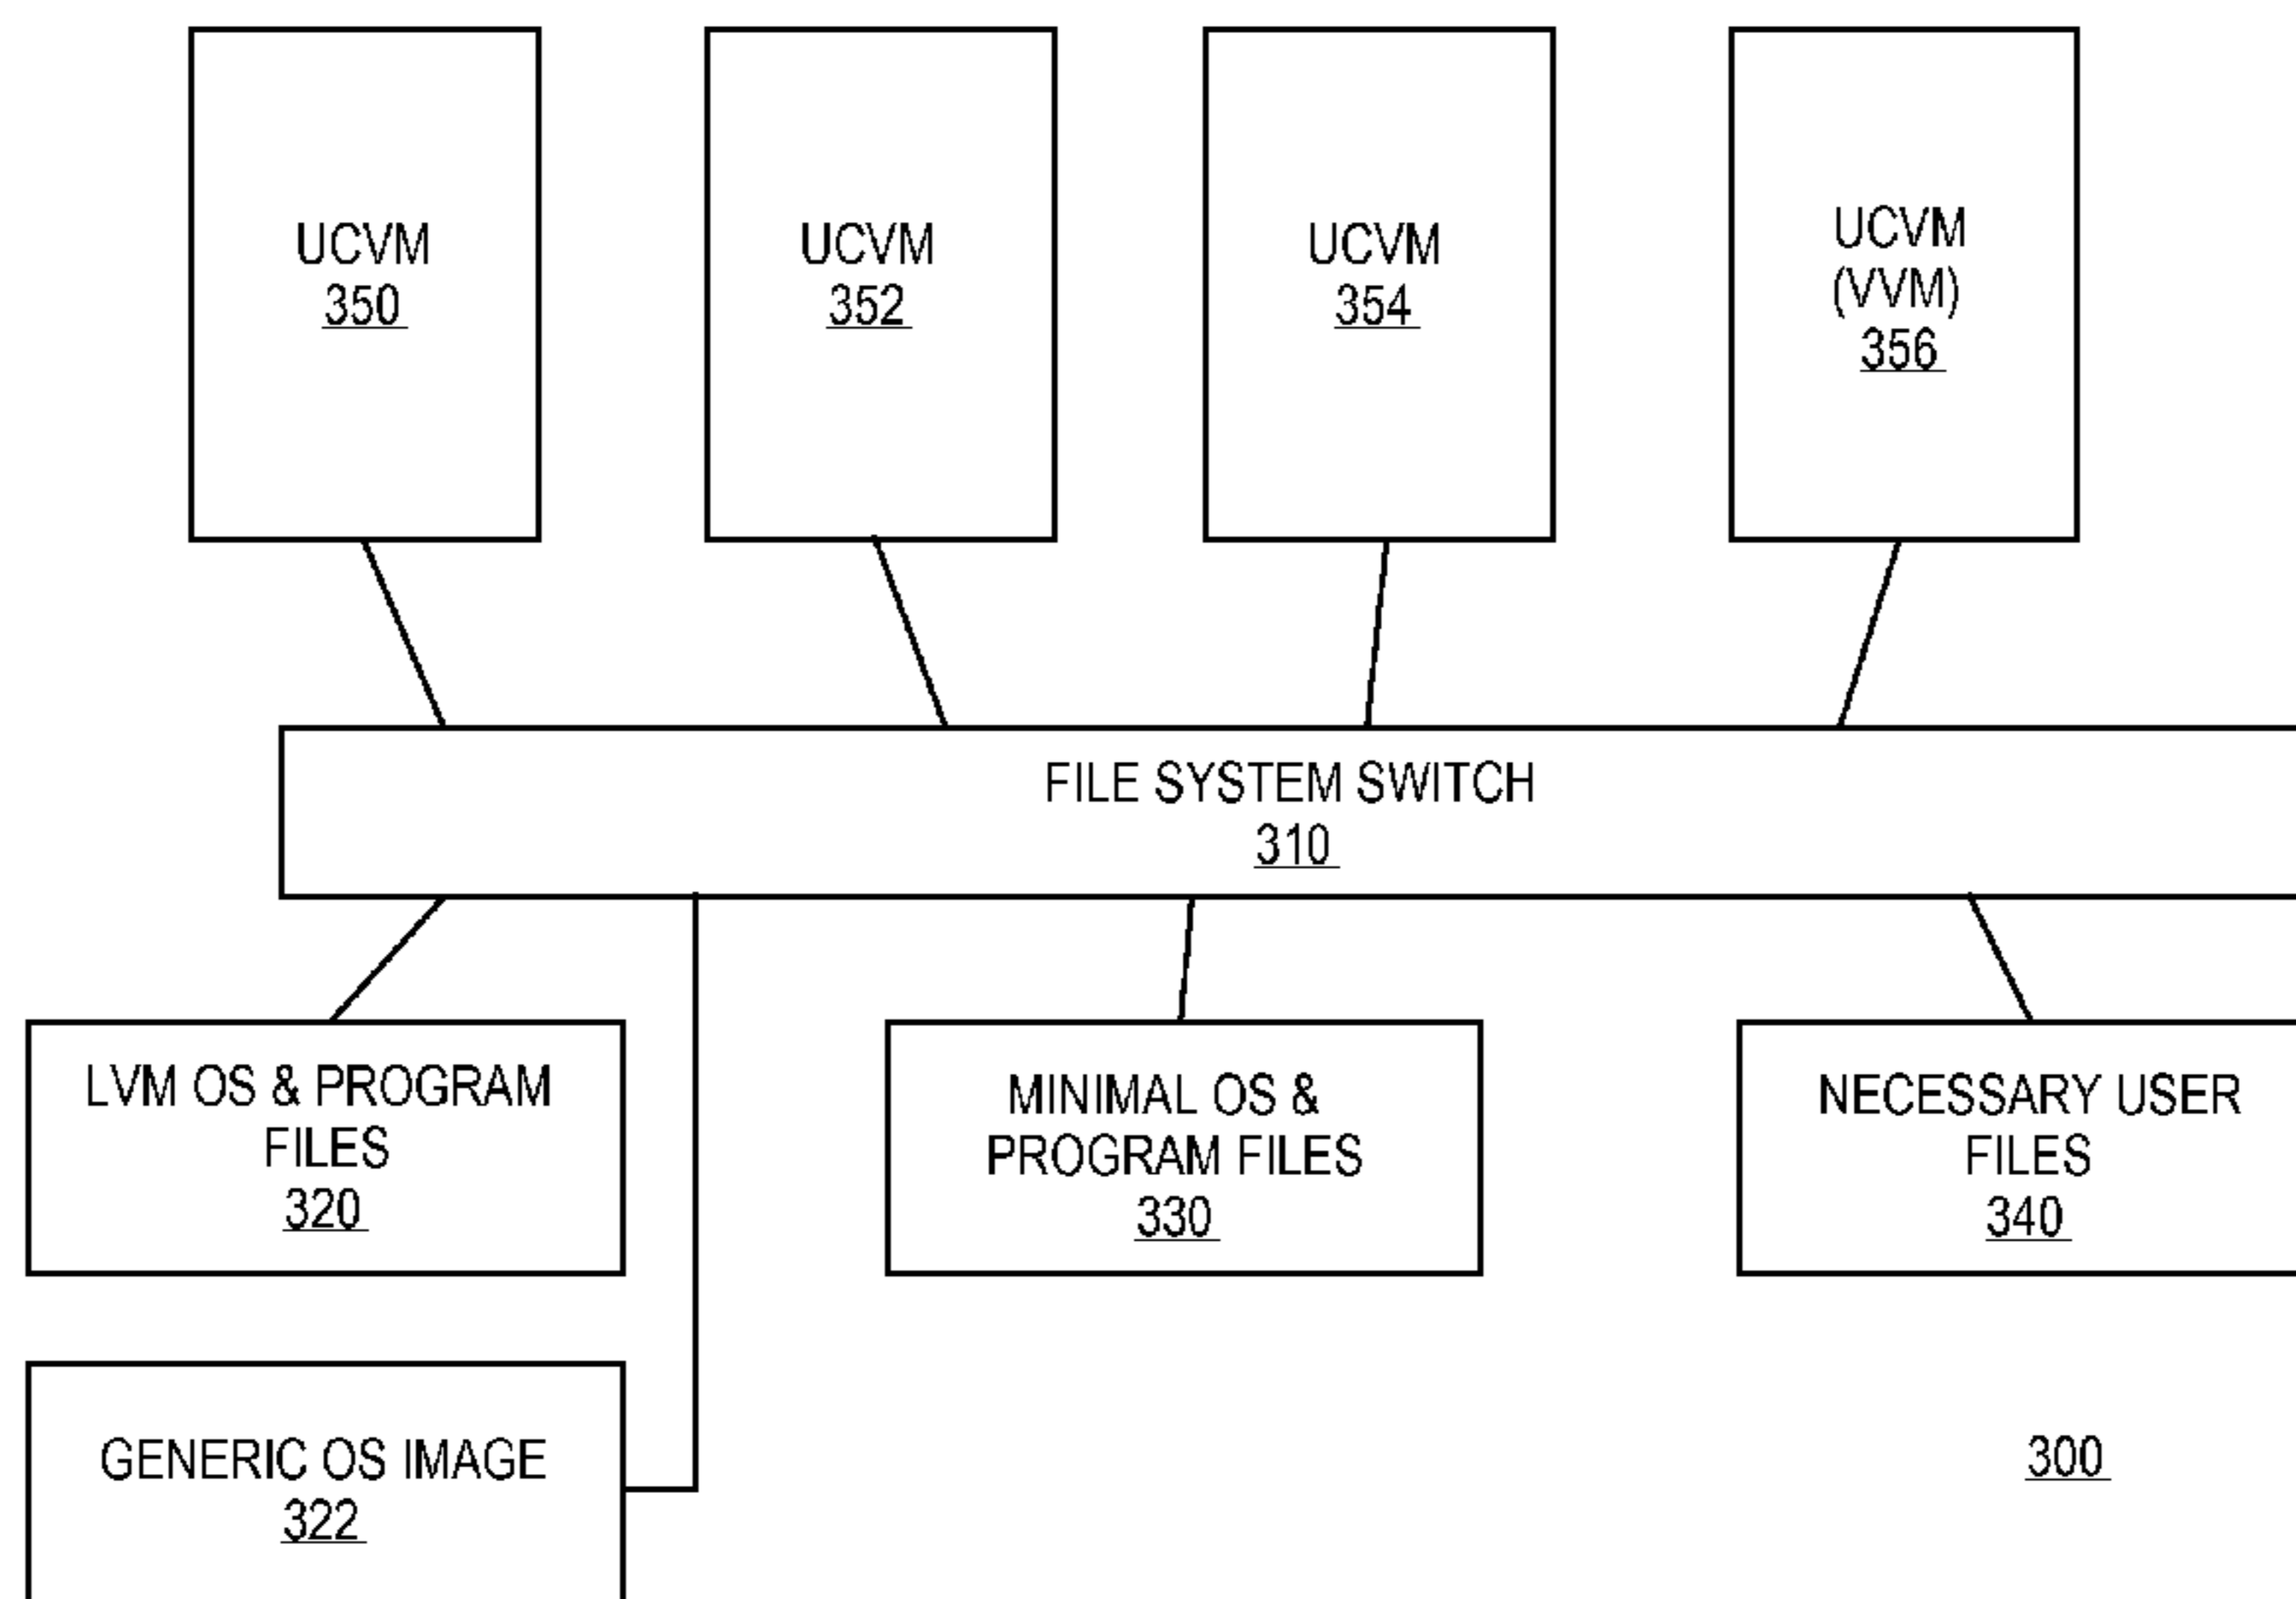 UCVM
350
UCVM
352
UCVM
354
UCVM
(VVM)
356
FILE SYSTEM SWITCH
310
LVM OS & PROGRAM
FILES
320
MINIMAL OS &
PROGRAM FILES
330
NECESSARY USER
FILES
340
GENERIC OS IMAGE
322
300